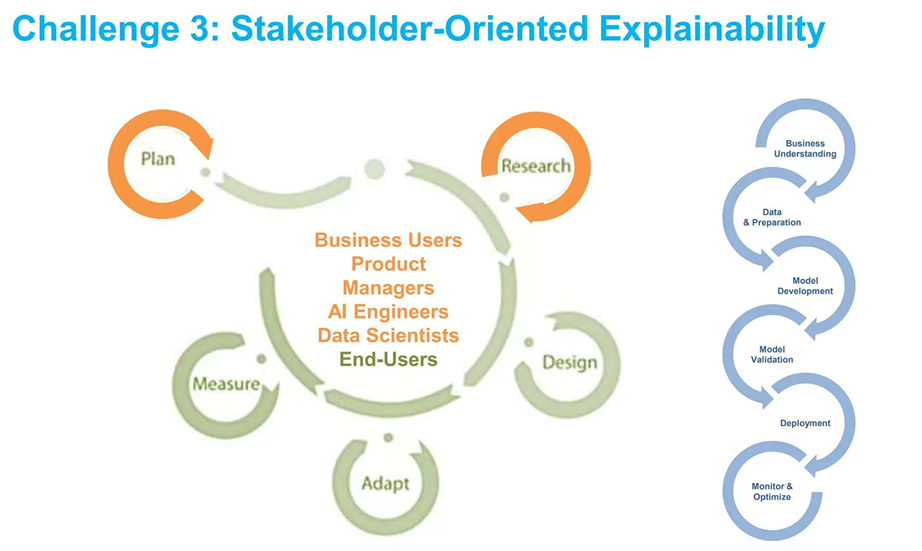 Challenge 3: Stakeholder-Oriented Explainability
Plan
Research
Business Users
Product
Managers
AI Engineers
Data Scientists
End-Users
Measure
Design
Adapt
Business
Understanding
Data
& Preparation
Model
Development
Model
Validation
Deployment
Monitor &
Optimize